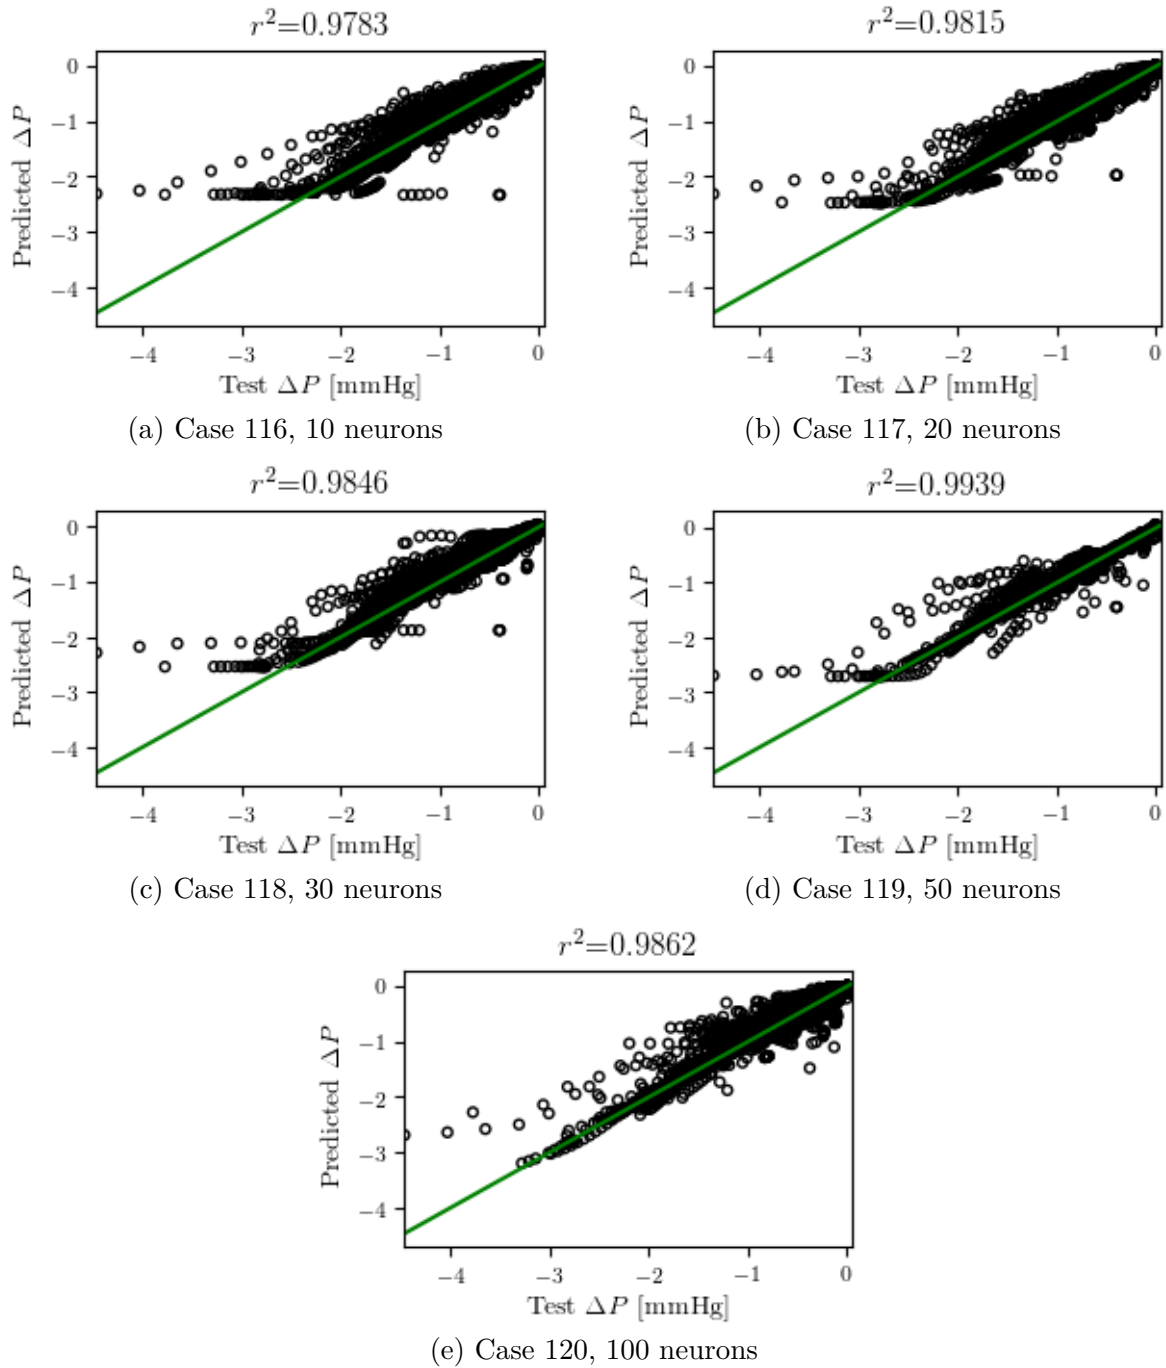 r²=0.9783
0
−1
−2
−3
−4
Predicted ΔP
−4 −3 −2 −1 0
Test ΔP [mmHg]
(a) Case 116, 10 neurons
r²=0.9815
0
−1
−2
−3
−4
Predicted ΔP
−4 −3 −2 −1 0
Test ΔP [mmHg]
(b) Case 117, 20 neurons
r²=0.9846
0
−1
−2
−3
−4
Predicted ΔP
−4 −3 −2 −1 0
Test ΔP [mmHg]
(c) Case 118, 30 neurons
r²=0.9939
0
−1
−2
−3
−4
Predicted ΔP
−4 −3 −2 −1 0
Test ΔP [mmHg]
(d) Case 119, 50 neurons
r²=0.9862
0
−1
−2
−3
−4
Predicted ΔP
−4 −3 −2 −1 0
Test ΔP [mmHg]
(e) Case 120, 100 neurons